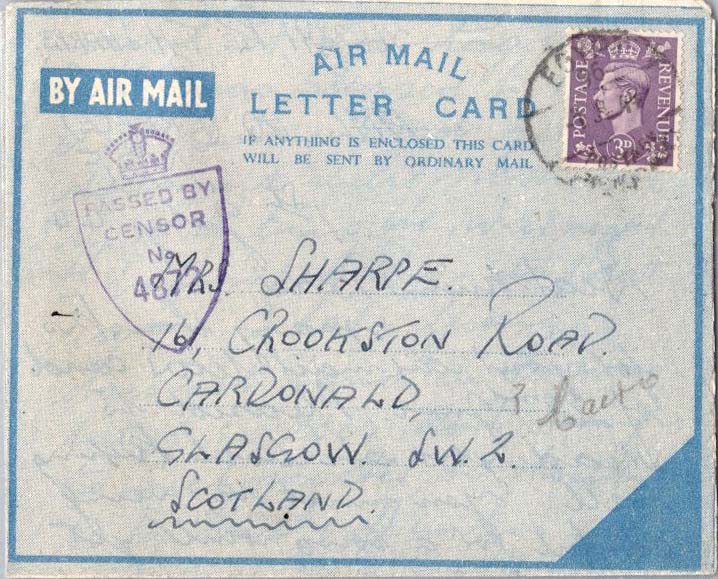 BY AIR MAIL
AIR MAIL
LETTER CARD
IF ANYTHING IS ENCLOSED THIS CARD
WILL BE SENT BY ORDINARY MAIL
POSTAGE REVENUE
3D
PASSED BY
CENSOR
No
MRS. SHARPE.
16, CROOKSTON ROAD.
CARDONALD,
GLASGOW. S.W.2.
SCOTLAND.
? Cairo